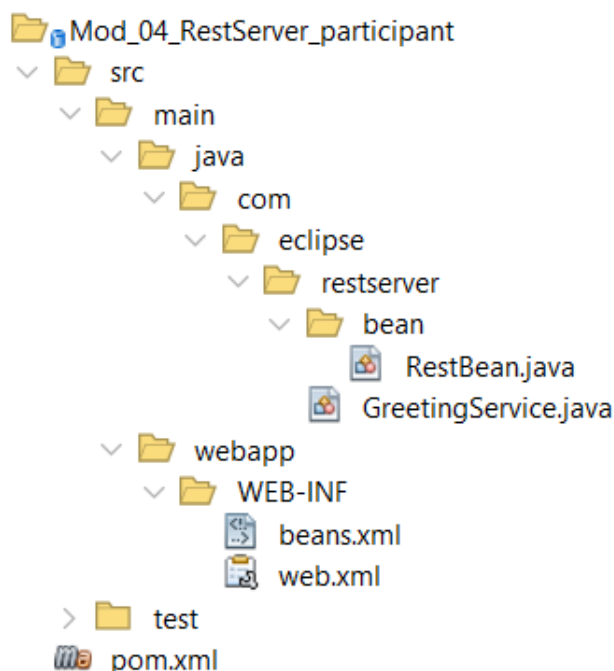 Mod_04_RestServer_participant
src
main
java
com
eclipse
restserver
bean
RestBean.java
GreetingService.java
webapp
WEB-INF
beans.xml
web.xml
test
pom.xml